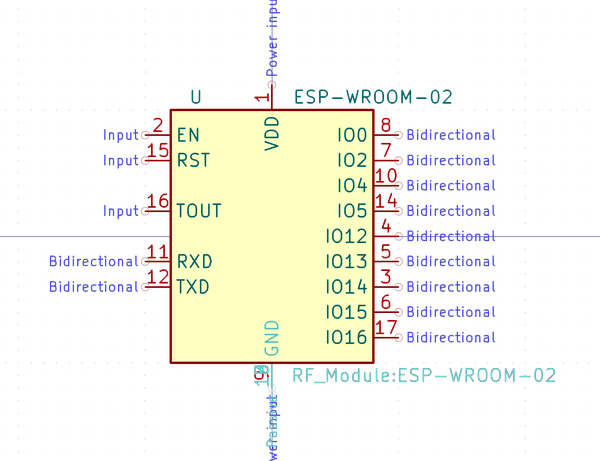 Power input
1
U
ESP-WROOM-02
VDD
Input 2 EN
IO0 8 Bidirectional
Input 15 RST
IO2 7 Bidirectional
IO4 10 Bidirectional
Input 16 TOUT
IO5 14 Bidirectional
IO12 4 Bidirectional
Bidirectional 11 RXD
IO13 5 Bidirectional
Bidirectional 12 TXD
IO14 3 Bidirectional
IO15 6 Bidirectional
IO16 17 Bidirectional
GND
RF_Module:ESP-WROOM-02